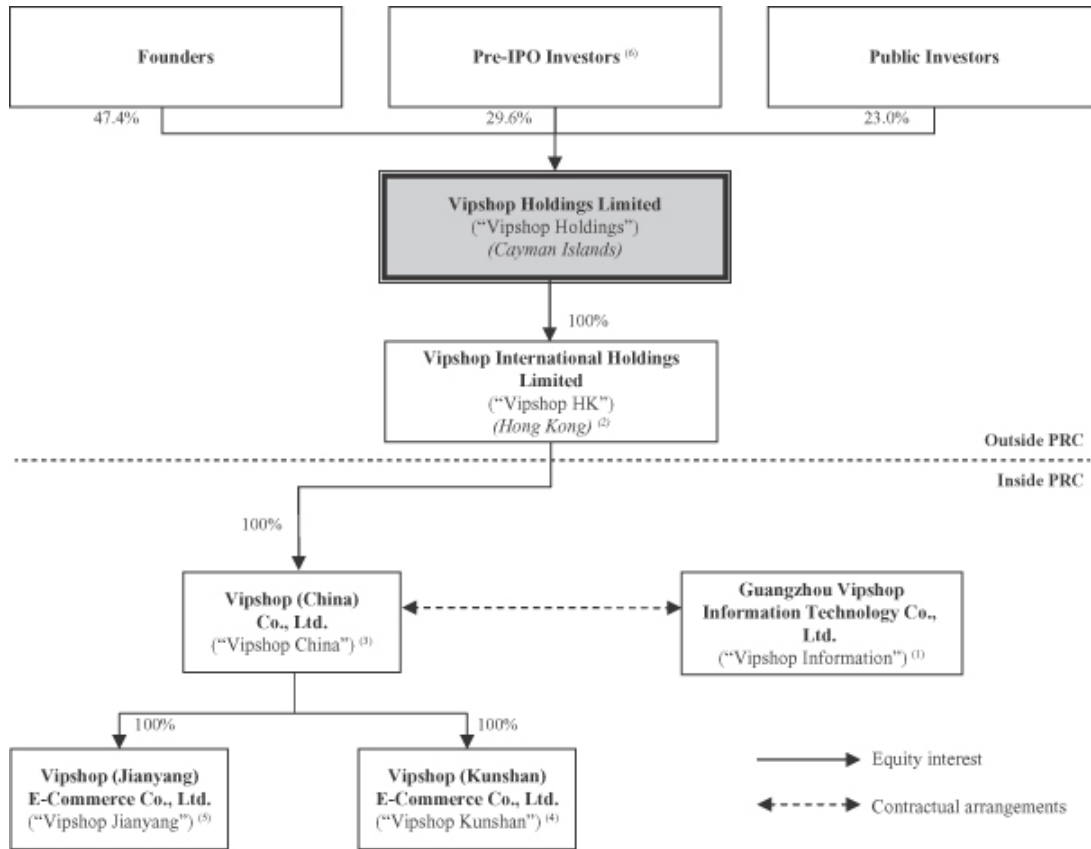 Founders
Pre-IPO Investors (6)
Public Investors
47.4%
29.6%
23.0%
Vipshop Holdings Limited
(“Vipshop Holdings”)
(Cayman Islands)
100%
Vipshop International Holdings
Limited
(“Vipshop HK”)
(Hong Kong) (2)
Outside PRC
Inside PRC
100%
Vipshop (China)
Co., Ltd.
(“Vipshop China”) (3)
Guangzhou Vipshop
Information Technology Co.,
Ltd.
(“Vipshop Information”) (1)
100%
100%
Vipshop (Jianyang)
E-Commerce Co., Ltd.
(“Vipshop Jianyang”) (5)
Vipshop (Kunshan)
E-Commerce Co., Ltd.
(“Vipshop Kunshan”) (4)
Equity interest
Contractual arrangements